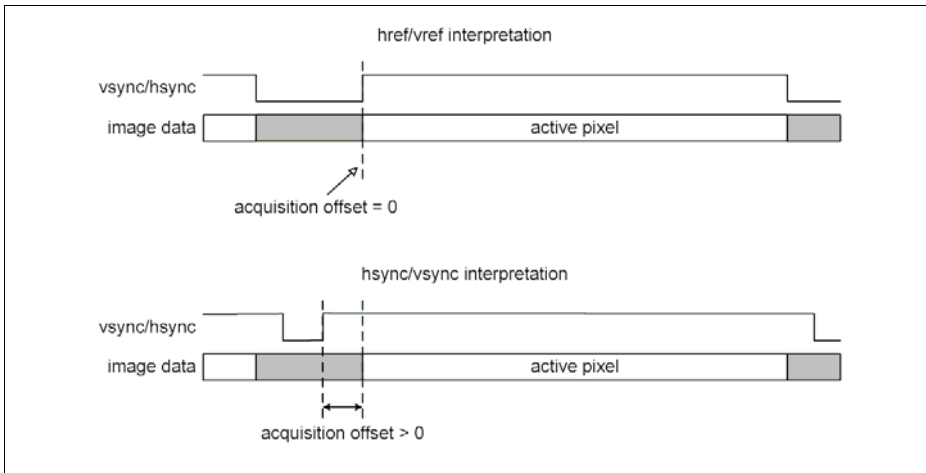 href/vref interpretation
vsync/hsync
image data
active pixel
acquisition offset = 0
hsync/vsync interpretation
vsync/hsync
image data
active pixel
acquisition offset > 0